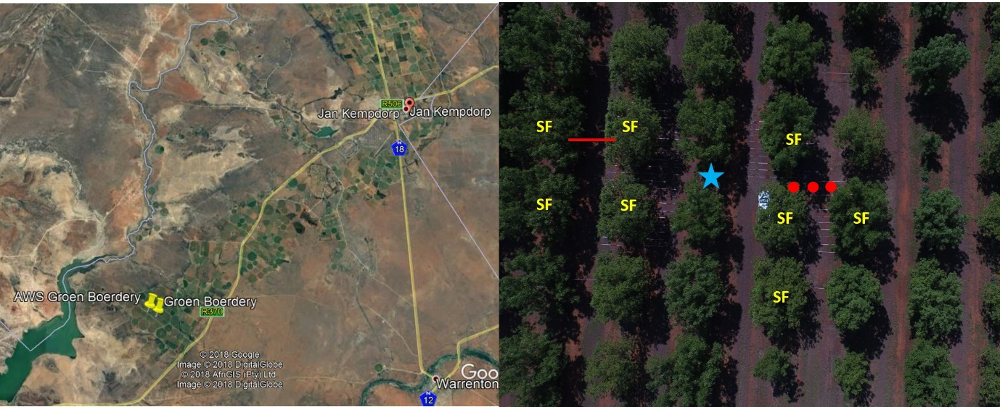 R506
Jan Kempdorp
Jan Kempdorp
N
18
AWS Groen Boerdery
Groen Boerdery
R370
© 2018 Google
Image © 2018 DigitalGlobe
© 2018 AfriGIS (Pty) Ltd.
Image © 2018 DigitalGlobe
Goo
Warrenton
N
12
SF
SF
SF
SF
SF
SF
SF
SF